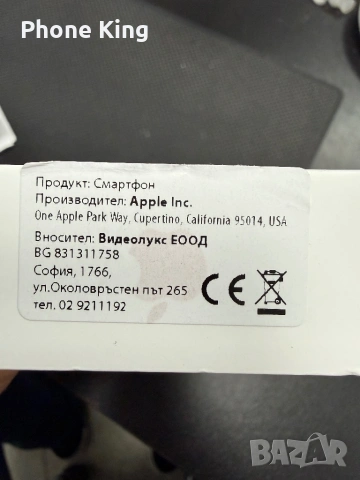 Phone King
Продукт: Смартфон
Производител: Apple Inc.
One Apple Park Way, Cupertino, California 95014, USA
Вносител: Видеолукс ЕООД
BG 831311758
София, 1766,
ул.Околовръстен път 265
тел. 02 9211192
CE
BAZAR